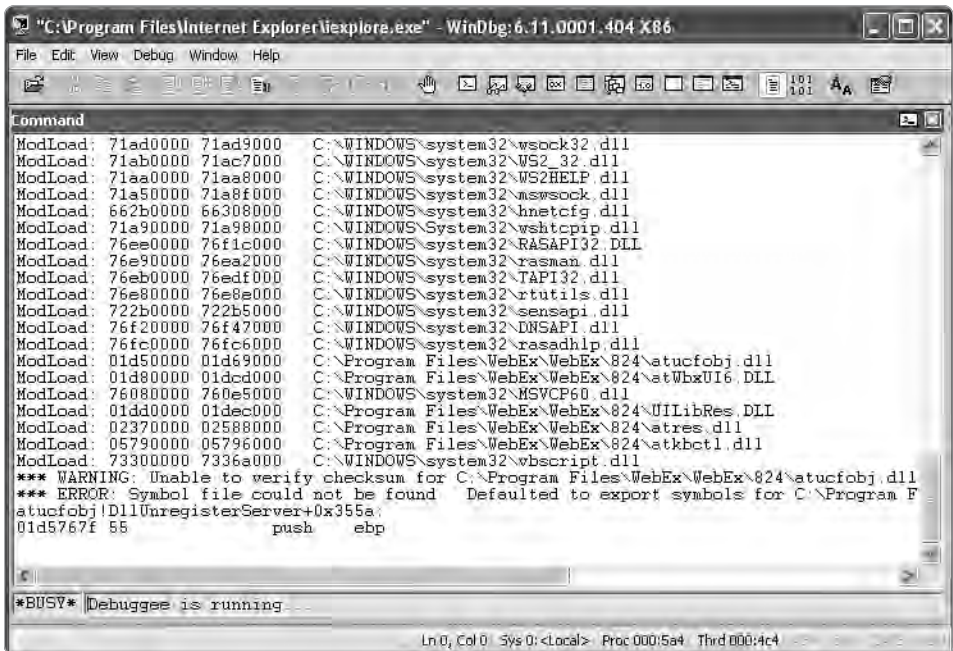 "C:\Program Files\Internet Explorer\iexplore.exe" - WinDbg:6.11.0001.404 X86
File Edit View Debug Window Help
Command
ModLoad: 71ad0000 71ad9000 C:\WINDOWS\system32\wsock32.dll
ModLoad: 71ab0000 71ac7000 C:\WINDOWS\system32\WS2_32.dll
ModLoad: 71aa0000 71aa8000 C:\WINDOWS\system32\WS2HELP.dll
ModLoad: 71a50000 71a8f000 C:\WINDOWS\system32\mswsock.dll
ModLoad: 662b0000 66308000 C:\WINDOWS\system32\hnetcfg.dll
ModLoad: 71a90000 71a98000 C:\WINDOWS\System32\wshtcpip.dll
ModLoad: 76ee0000 76f1c000 C:\WINDOWS\system32\RASAPI32.DLL
ModLoad: 76e90000 76ea2000 C:\WINDOWS\system32\rasman.dll
ModLoad: 76eb0000 76edf000 C:\WINDOWS\system32\TAPI32.dll
ModLoad: 76e80000 76e8e000 C:\WINDOWS\system32\rtutils.dll
ModLoad: 722b0000 722b5000 C:\WINDOWS\system32\sensapi.dll
ModLoad: 76f20000 76f47000 C:\WINDOWS\system32\DNSAPI.dll
ModLoad: 76fc0000 76fc6000 C:\WINDOWS\system32\rasadhlp.dll
ModLoad: 01d50000 01d69000 C:\Program Files\WebEx\WebEx\824\atucfobj.dll
ModLoad: 01d80000 01dcd000 C:\Program Files\WebEx\WebEx\824\atWbxUI6.DLL
ModLoad: 76080000 760e5000 C:\WINDOWS\system32\MSVCP60.dll
ModLoad: 01dd0000 01dec000 C:\Program Files\WebEx\WebEx\824\UILibRes.DLL
ModLoad: 02370000 02588000 C:\Program Files\WebEx\WebEx\824\atres.dll
ModLoad: 05790000 05796000 C:\Program Files\WebEx\WebEx\824\atkbctl.dll
ModLoad: 73300000 7336a000 C:\WINDOWS\system32\vbscript.dll
*** WARNING: Unable to verify checksum for C:\Program Files\WebEx\WebEx\824\atucfobj.dll
*** ERROR: Symbol file could not be found. Defaulted to export symbols for C:\Program F
atucfobj!DllUnregisterServer+0x355a:
01d5767f 55 push ebp
*BUSY* Debuggee is running...
Ln 0, Col 0 Sys 0:<Local> Proc 000:5a4 Thrd 000:4c4